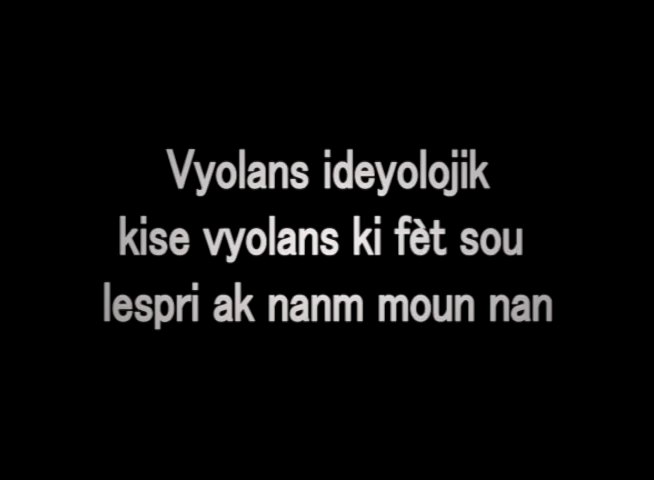 Vyolans ideyolojik
kise vyolans ki fèt sou
lespri ak nanm moun nan